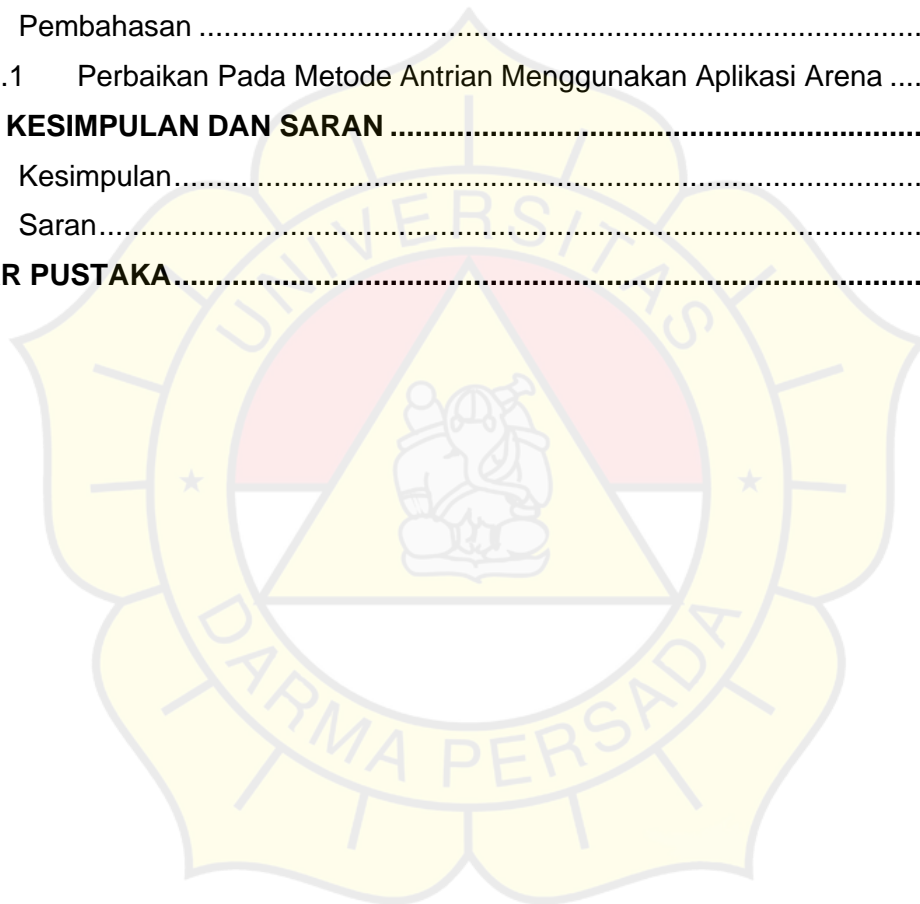 Pembahasan ........................................................................................
.1 Perbaikan Pada Metode Antrian Menggunakan Aplikasi Arena ....
KESIMPULAN DAN SARAN ................................................................
Kesimpulan...........................................................................................
Saran....................................................................................................
R PUSTAKA..........................................................................................
UNIVERSITAS
DARMA PERSADA